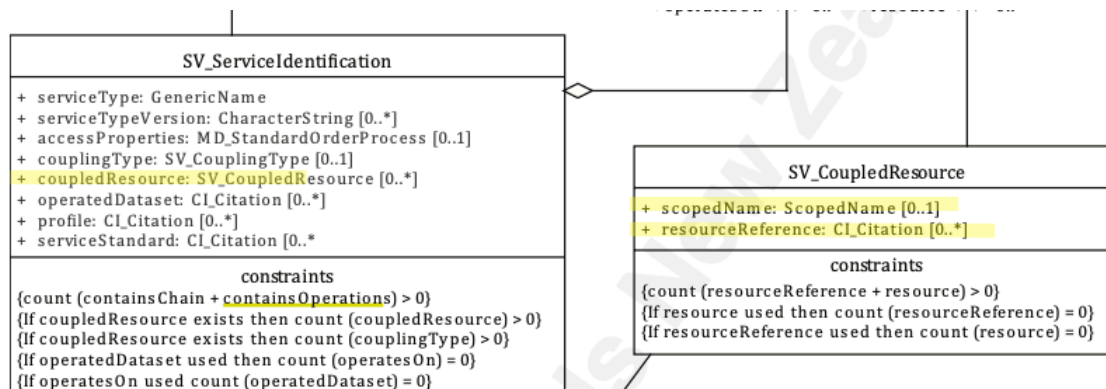 SV_ServiceIdentification
+ serviceType: GenericName
+ serviceTypeVersion: CharacterString [0..*]
+ accessProperties: MD_StandardOrderProcess [0..1]
+ couplingType: SV_CouplingType [0..1]
+ coupledResource: SV_CoupledResource [0..*]
+ operatedDataset: CI_Citation [0..*]
+ profile: CI_Citation [0..*]
+ serviceStandard: CI_Citation [0..*
constraints
{count (containsChain + containsOperations) > 0}
{If coupledResource exists then count (coupledResource) > 0}
{If coupledResource exists then count (couplingType) > 0}
{If operatedDataset used then count (operatesOn) = 0}
{If operatesOn used count (operatedDataset) = 0}
SV_CoupledResource
+ scopedName: ScopedName [0..1]
+ resourceReference: CI_Citation [0..*]
constraints
{count (resourceReference + resource) > 0}
{If resource used then count (resourceReference) = 0}
{If resourceReference used then count (resource) = 0}
New Zea